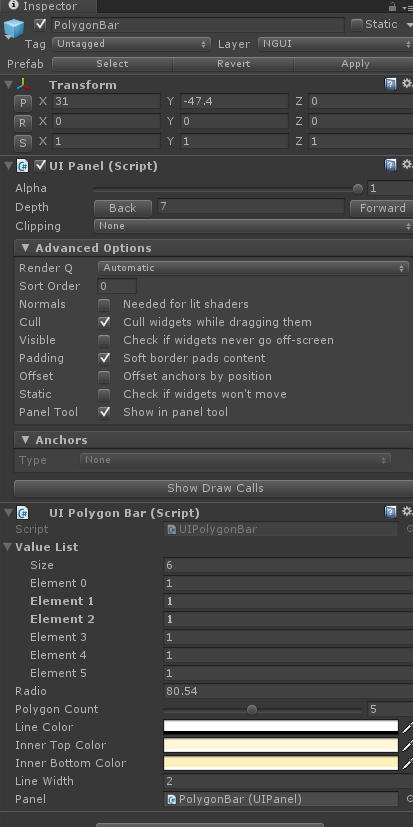 Inspector
PolygonBar Static
Tag Untagged Layer NGUI
Prefab Select Revert Apply
Transform
P X 31 Y -47.4 Z 0
R X 0 Y 0 Z 0
S X 1 Y 1 Z 1
UI Panel (Script)
Alpha 1
Depth Back 7 Forward
Clipping None
Advanced Options
Render Q Automatic
Sort Order 0
Normals Needed for lit shaders
Cull Cull widgets while dragging them
Visible Check if widgets never go off-screen
Padding Soft border pads content
Offset Offset anchors by position
Static Check if widgets won't move
Panel Tool Show in panel tool
Anchors
Type None
Show Draw Calls
UI Polygon Bar (Script)
Script UIPolygonBar
Value List
Size 6
Element 0 1
Element 1 1
Element 2 1
Element 3 1
Element 4 1
Element 5 1
Radio 80.54
Polygon Count 5
Line Color
Inner Top Color
Inner Bottom Color
Line Width 2
Panel PolygonBar (UIPanel)